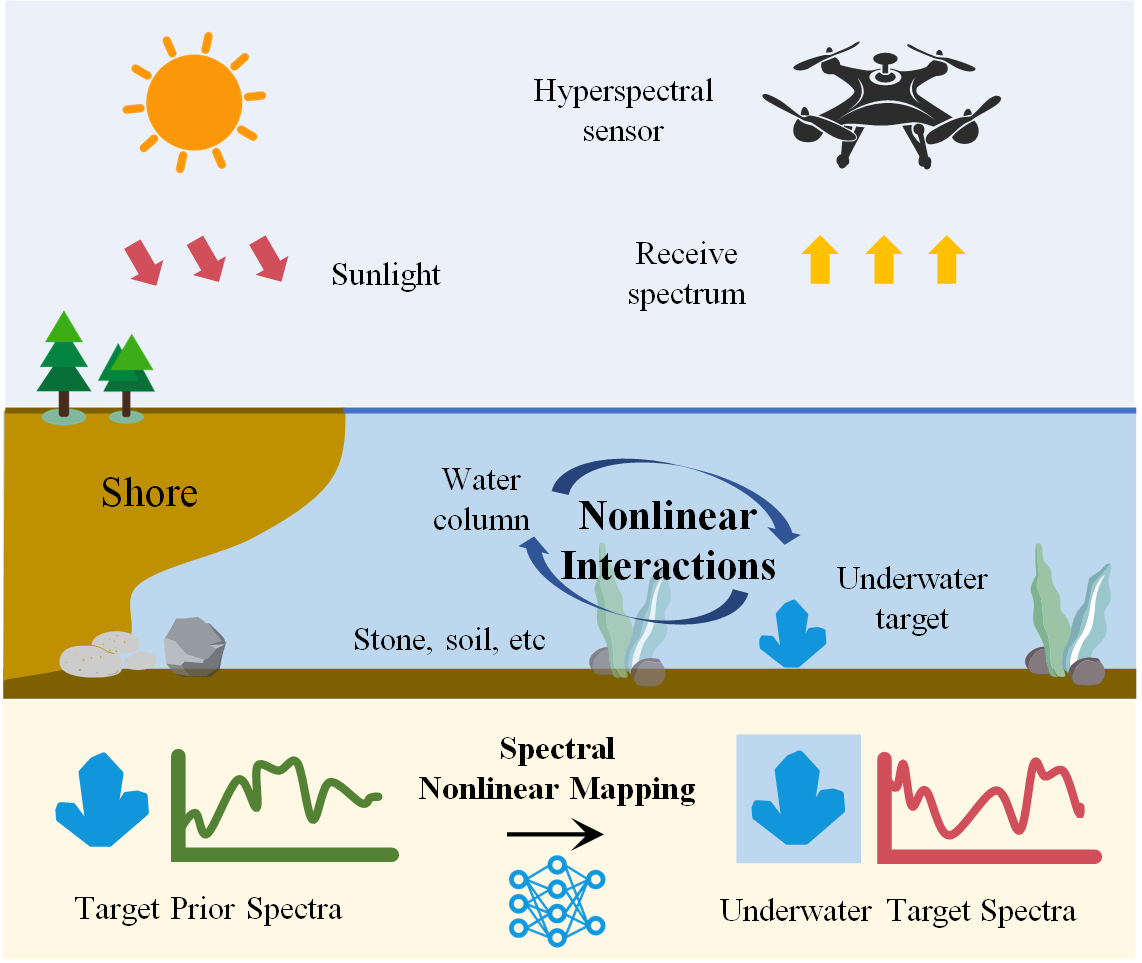 Hyperspectral
sensor
Sunlight
Receive
spectrum
Shore
Water
column
Nonlinear
Interactions
Underwater
target
Stone, soil, etc
Spectral
Nonlinear Mapping
Target Prior Spectra
Underwater Target Spectra